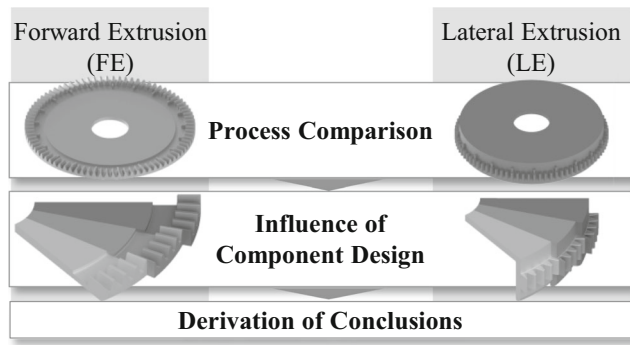 Forward Extrusion
(FE)
Lateral Extrusion
(LE)
Process Comparison
Influence of
Component Design
Derivation of Conclusions